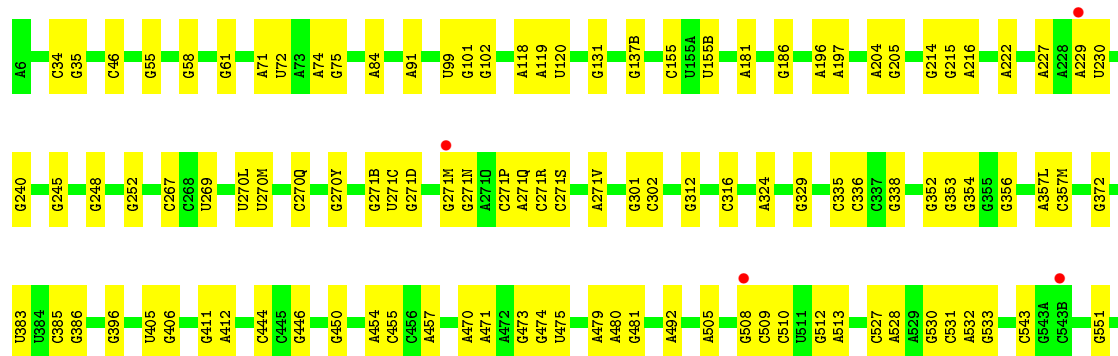 A6 C34 G35 C46 G55 G58 G61 A71 U72 A73 A74 G75 A84 A91 U99 G101 G102 A118 A119 U120 G131 G137B C155 U155A U155B A181 G186 A196 A197 A204 G205 G214 G215 A216 A222 A227 A228 A229 U230
G240 G245 G248 G252 C267 C268 U269 U270L U270M C270Q G270Y G271B U271C G271D G271M G271N A271O C271P A271Q C271R C271S A271V G301 C302 G312 C316 A324 G329 C335 C336 C337 G338 G352 G353 G354 G355 G356 A357L C357M G372
U383 U384 C385 G386 G396 U405 G406 G411 A412 C444 C445 G446 G450 A454 C455 C456 A457 A470 A471 A472 G473 G474 U475 A479 A480 G481 A492 A505 G508 C509 C510 U511 G512 A513 C527 A528 A529 G530 C531 A532 G533 C543 G543A C543B G551